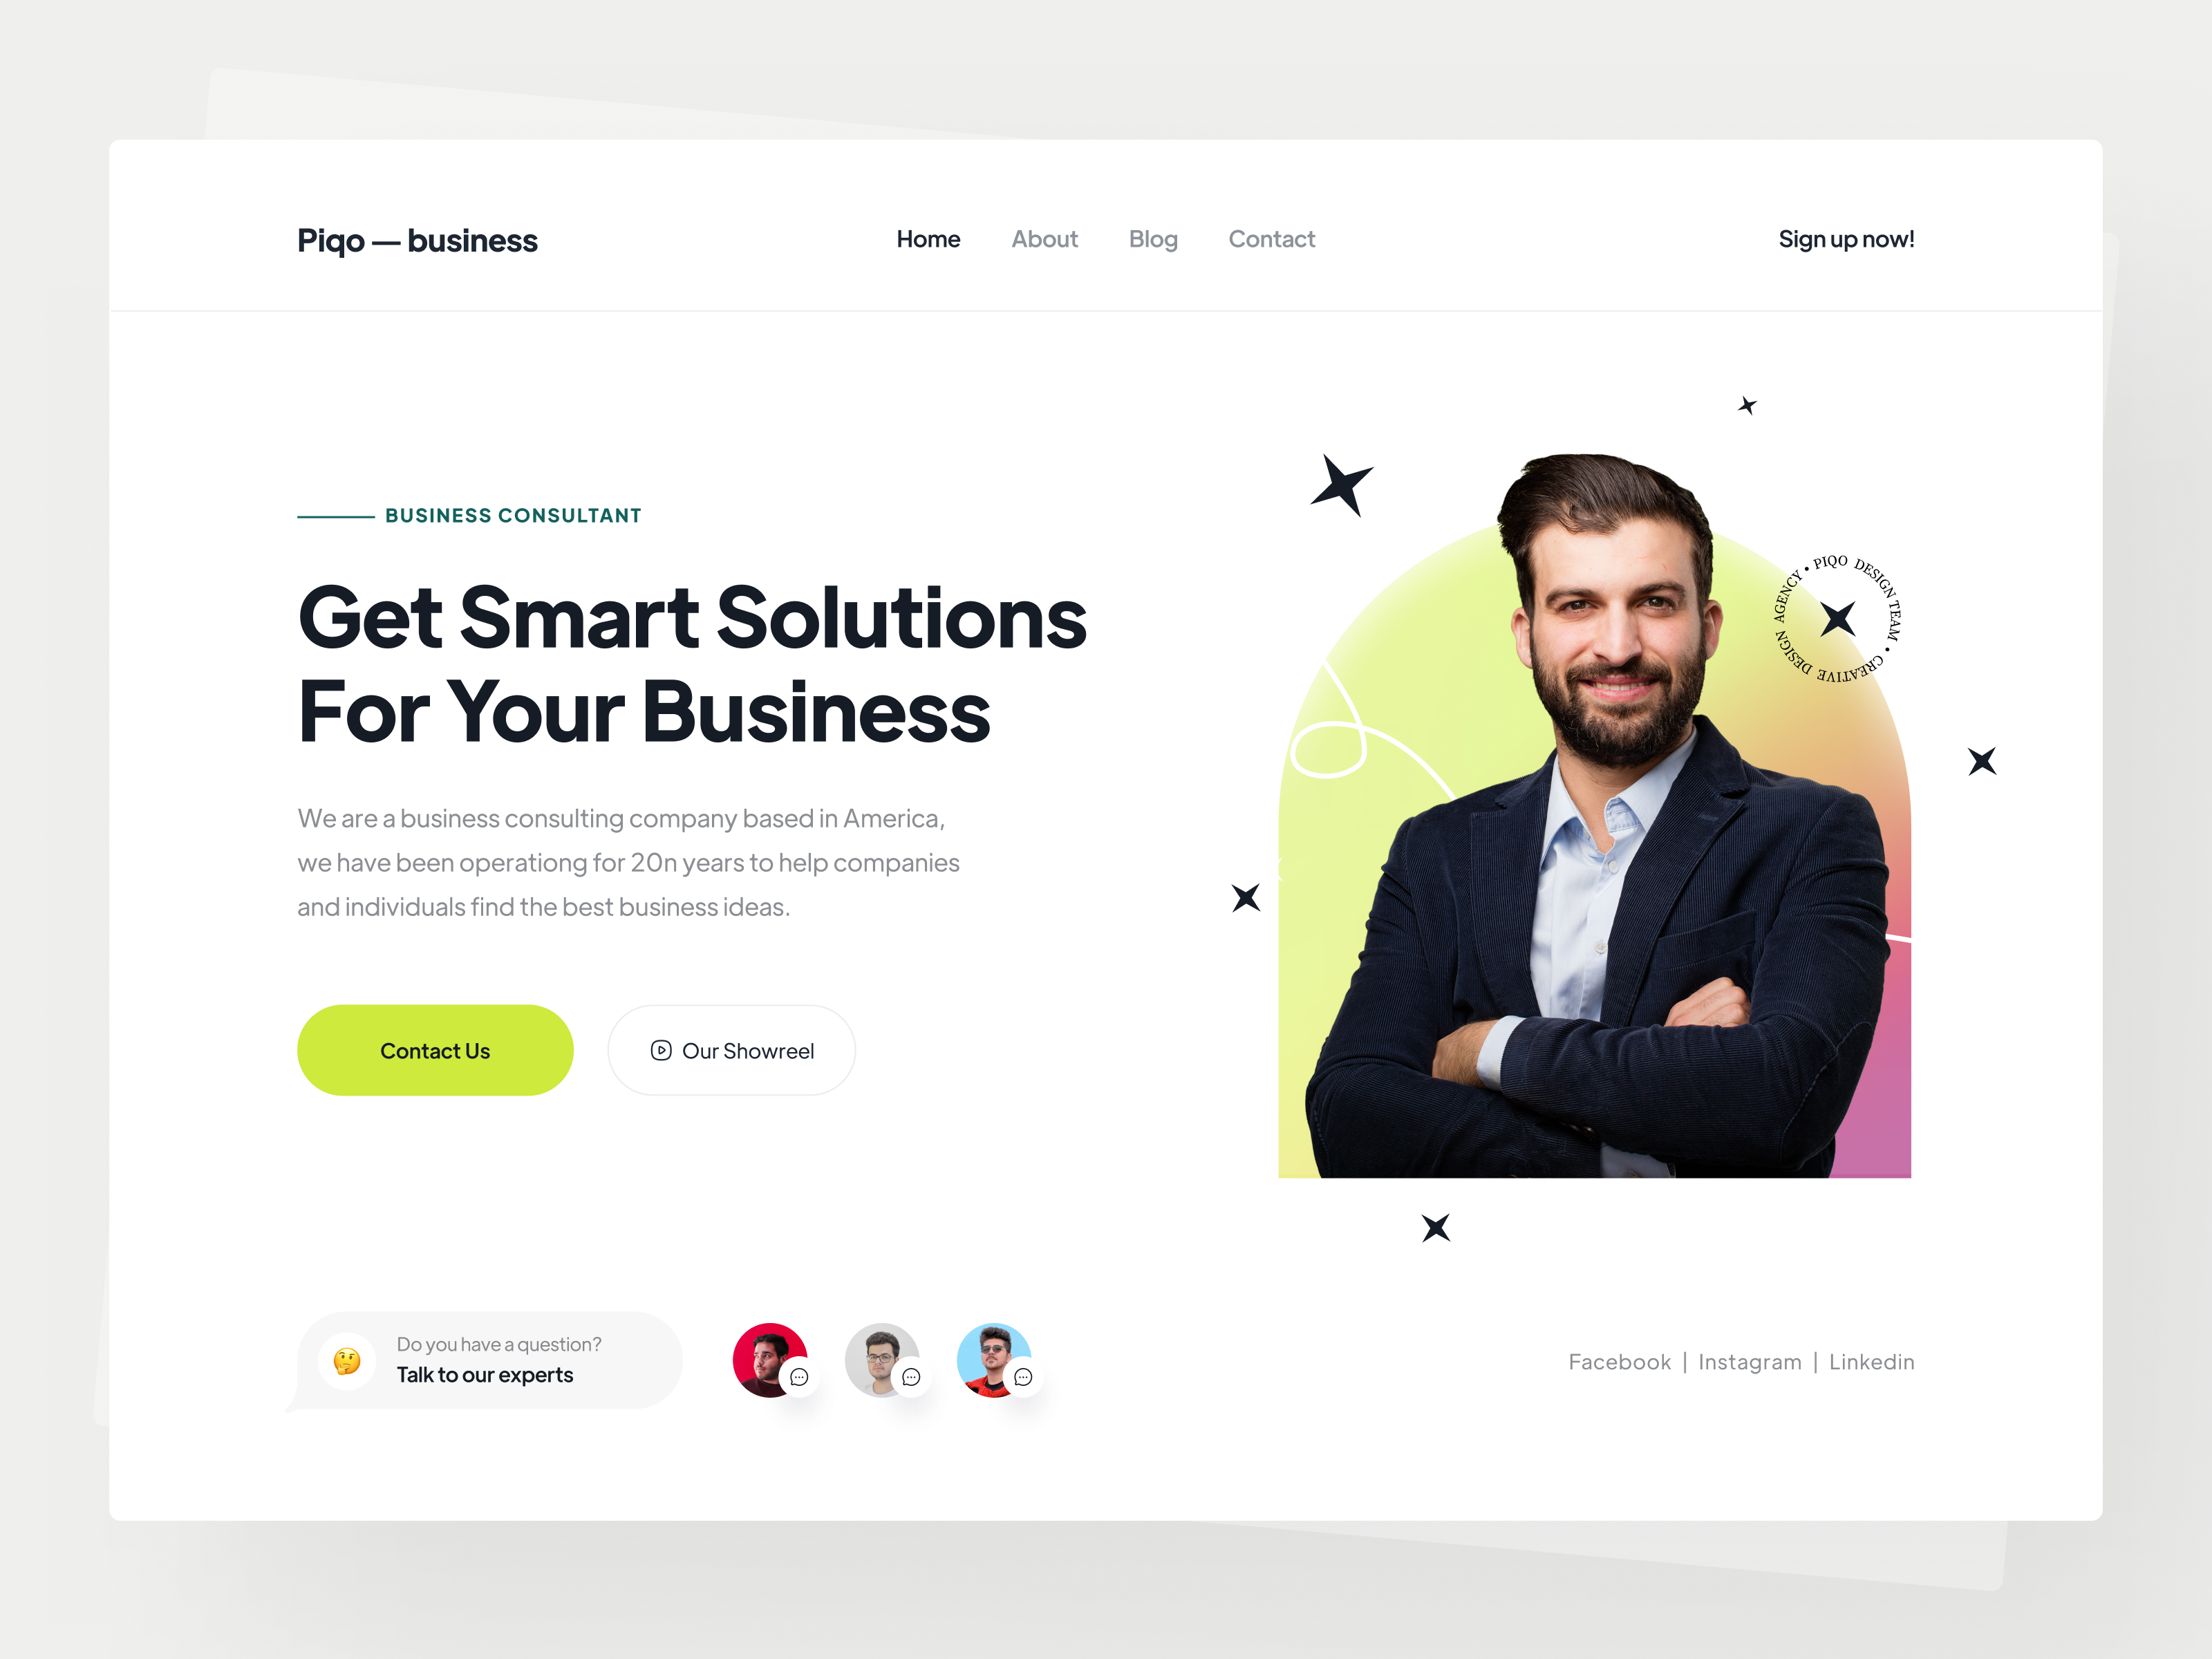 Piqo — business
Home About Blog Contact
Sign up now!
BUSINESS CONSULTANT
Get Smart Solutions
For Your Business
We are a business consulting company based in America,
we have been operationg for 20n years to help companies
and individuals find the best business ideas.
Contact Us
Our Showreel
PIQO DESIGN TEAM • CREATIVE DESIGN AGENCY •
Do you have a question?
Talk to our experts
Facebook | Instagram | Linkedin